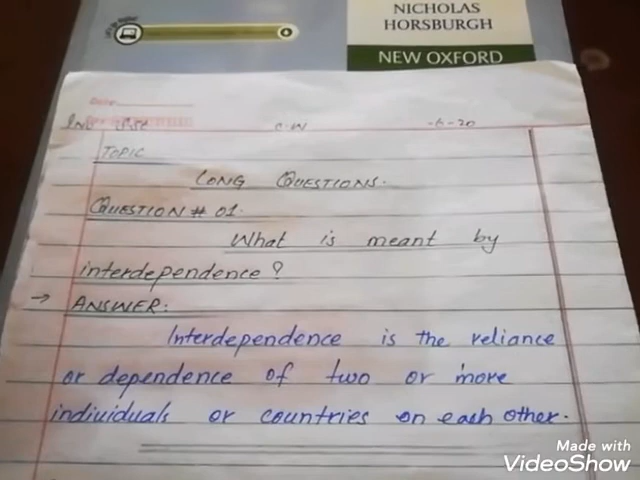 NICHOLAS
HORSBURGH
NEW OXFORD
Date:
C.W -6-20
TOPIC
LONG QUESTIONS.
QUESTION # 01.
What is meant by
interdependence?
→ ANSWER:
Interdependence is the reliance
or dependence of two or more
individuals or countries on each other.
Made with
VideoShow